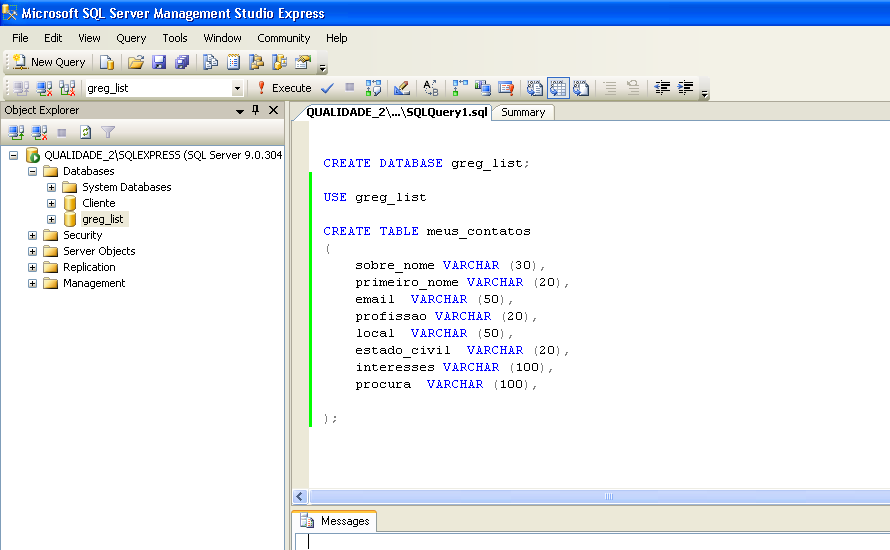 Microsoft SQL Server Management Studio Express
File Edit View Query Tools Window Community Help
New Query
greg_list Execute
Object Explorer
QUALIDADE_2\SQLEXPRESS (SQL Server 9.0.304
Databases
System Databases
Cliente
greg_list
Security
Server Objects
Replication
Management
QUALIDADE_2\...\SQLQuery1.sql Summary
CREATE DATABASE greg_list;
USE greg_list
CREATE TABLE meus_contatos
(
sobre_nome VARCHAR (30),
primeiro_nome VARCHAR (20),
email  VARCHAR (50),
profissao VARCHAR (20),
local  VARCHAR (50),
estado_civil  VARCHAR (20),
interesses VARCHAR (100),
procura  VARCHAR (100),
);
Messages